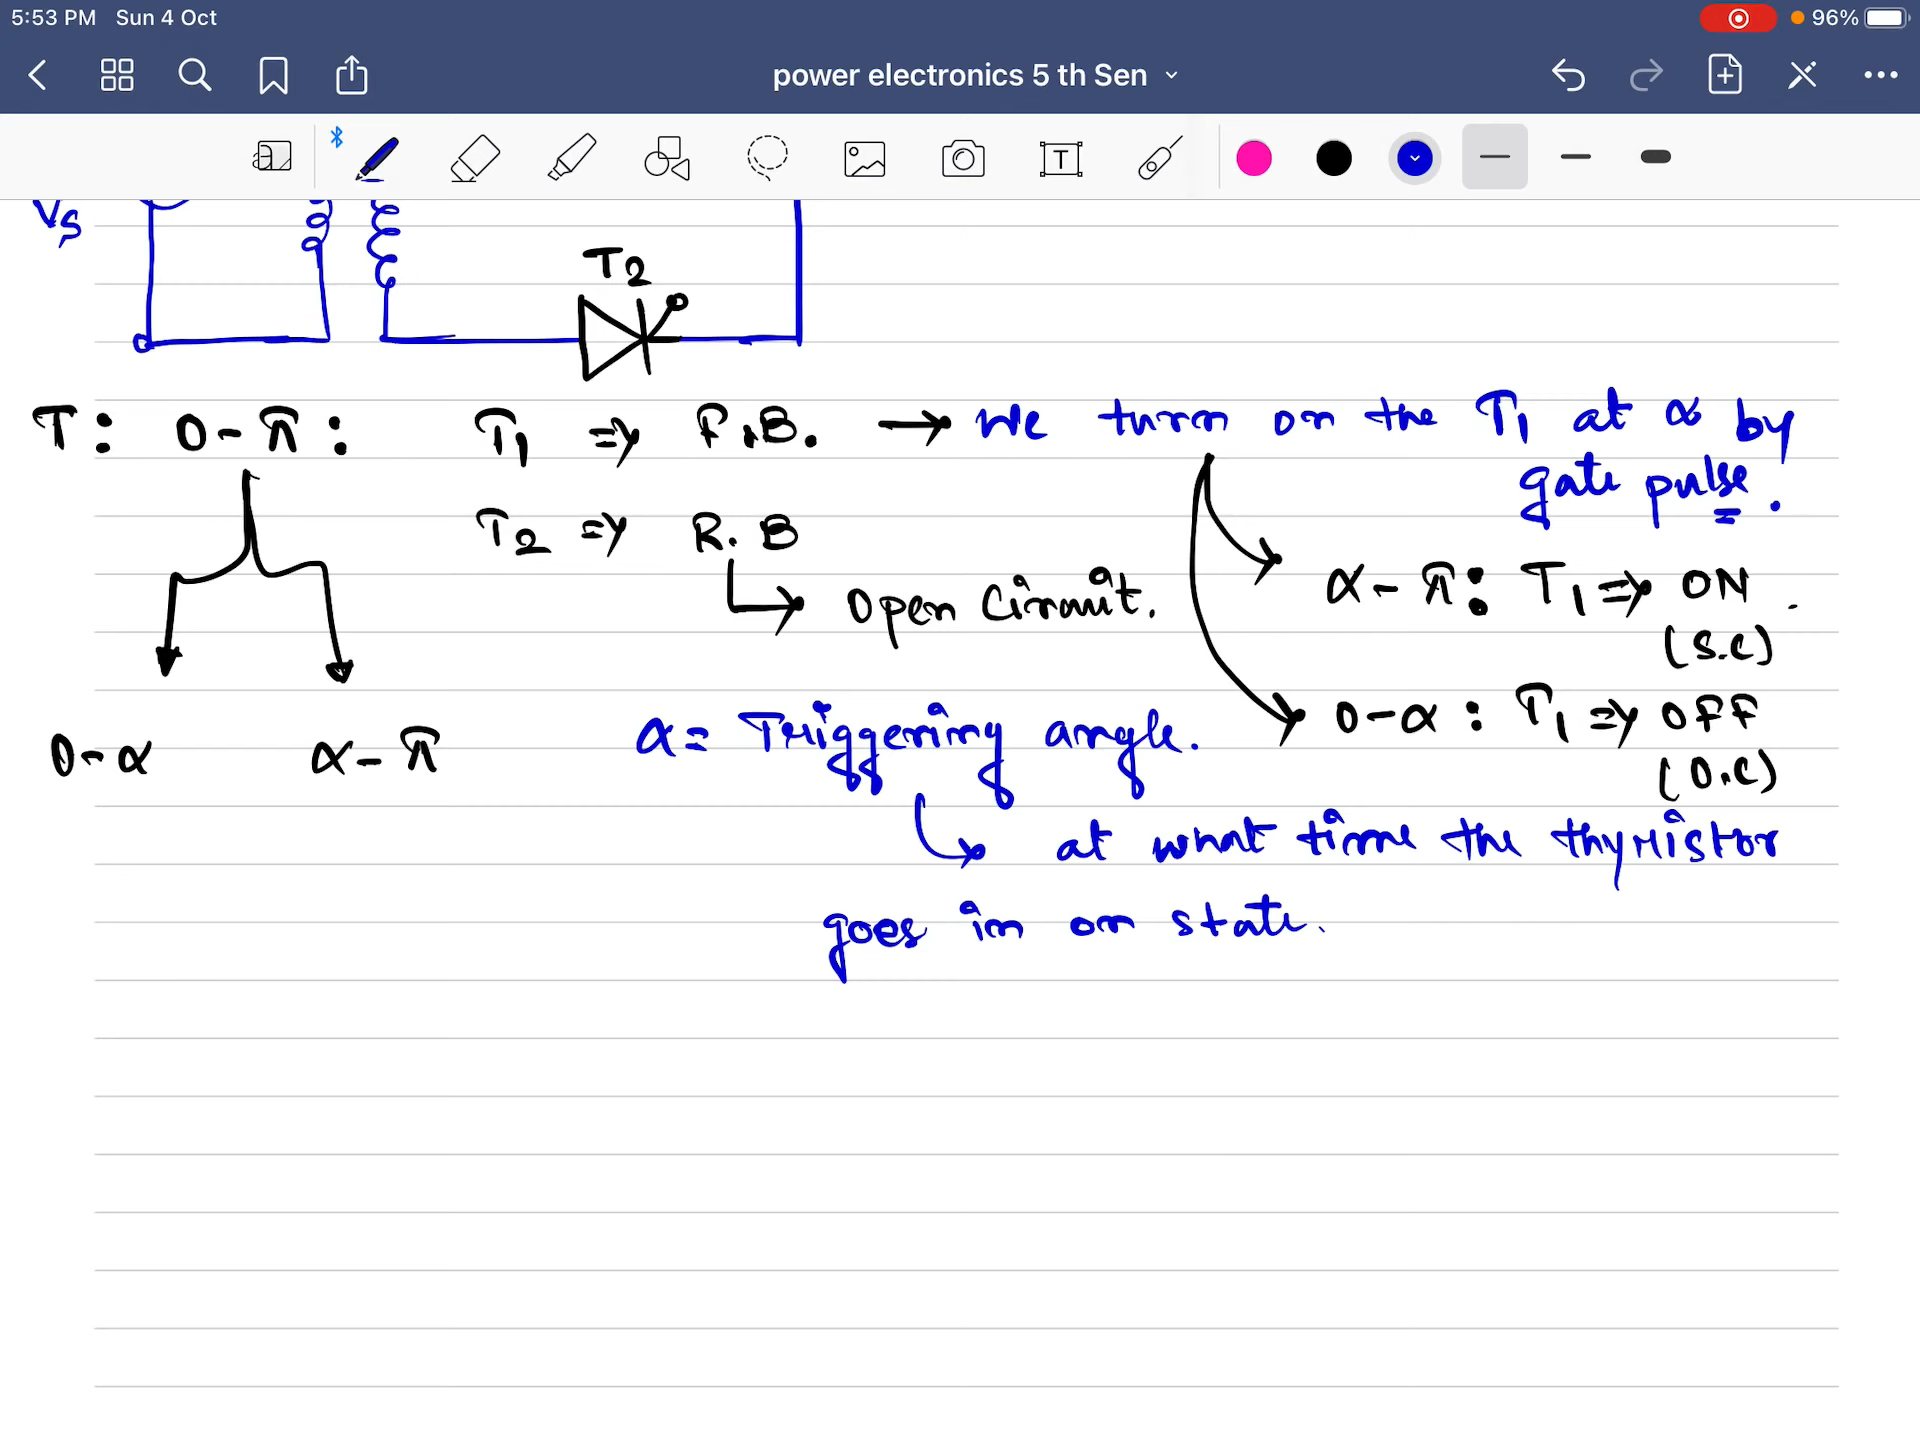 5:53 PM Sun 4 Oct
96%
power electronics 5 th Sen
Vs
T2
T: 0-π: T1 => F.B. → We turn on the T1 at α by
gate pulse.
T2 => R.B
Open Circuit.
α-π: T1 => ON
(S.C)
0-α : T1 => OFF
(O.C)
0-α α-π
α= Triggering angle.
at what time the thyristor
goes in on state.